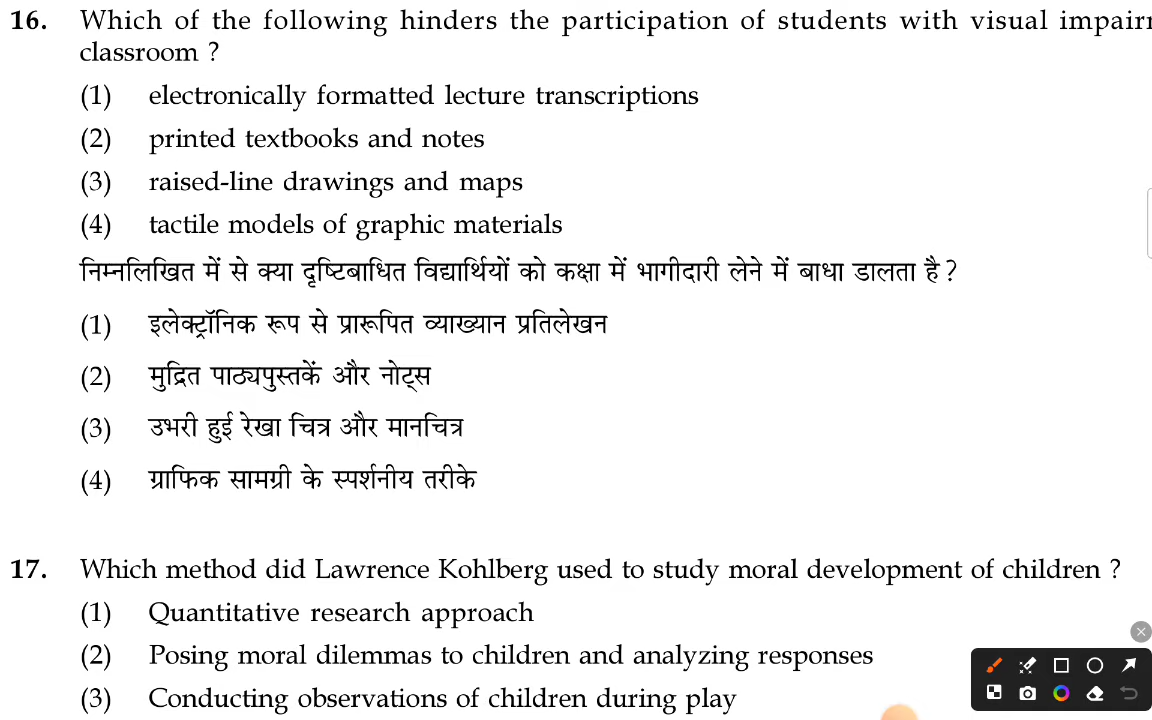 16. Which of the following hinders the participation of students with visual
classroom ?
(1) electronically formatted lecture transcriptions
(2) printed textbooks and notes
(3) raised-line drawings and maps
(4) tactile models of graphic materials
निम्नलिखित में से क्या दृष्टिबाधित विद्यार्थियों को कक्षा में भागीदारी लेने में बाधा डालता है ?
(1) इलेक्ट्रॉनिक रूप से प्रारूपित व्याख्यान प्रतिलेखन
(2) मुद्रित पाठ्यपुस्तकें और नोट्स
(3) उभरी हुई रेखा चित्र और मानचित्र
(4) ग्राफिक सामग्री के स्पर्शनीय तरीके
17. Which method did Lawrence Kohlberg used to study moral development of children ?
(1) Quantitative research approach
(2) Posing moral dilemmas to children and analyzing responses
(3) Conducting observations of children during play